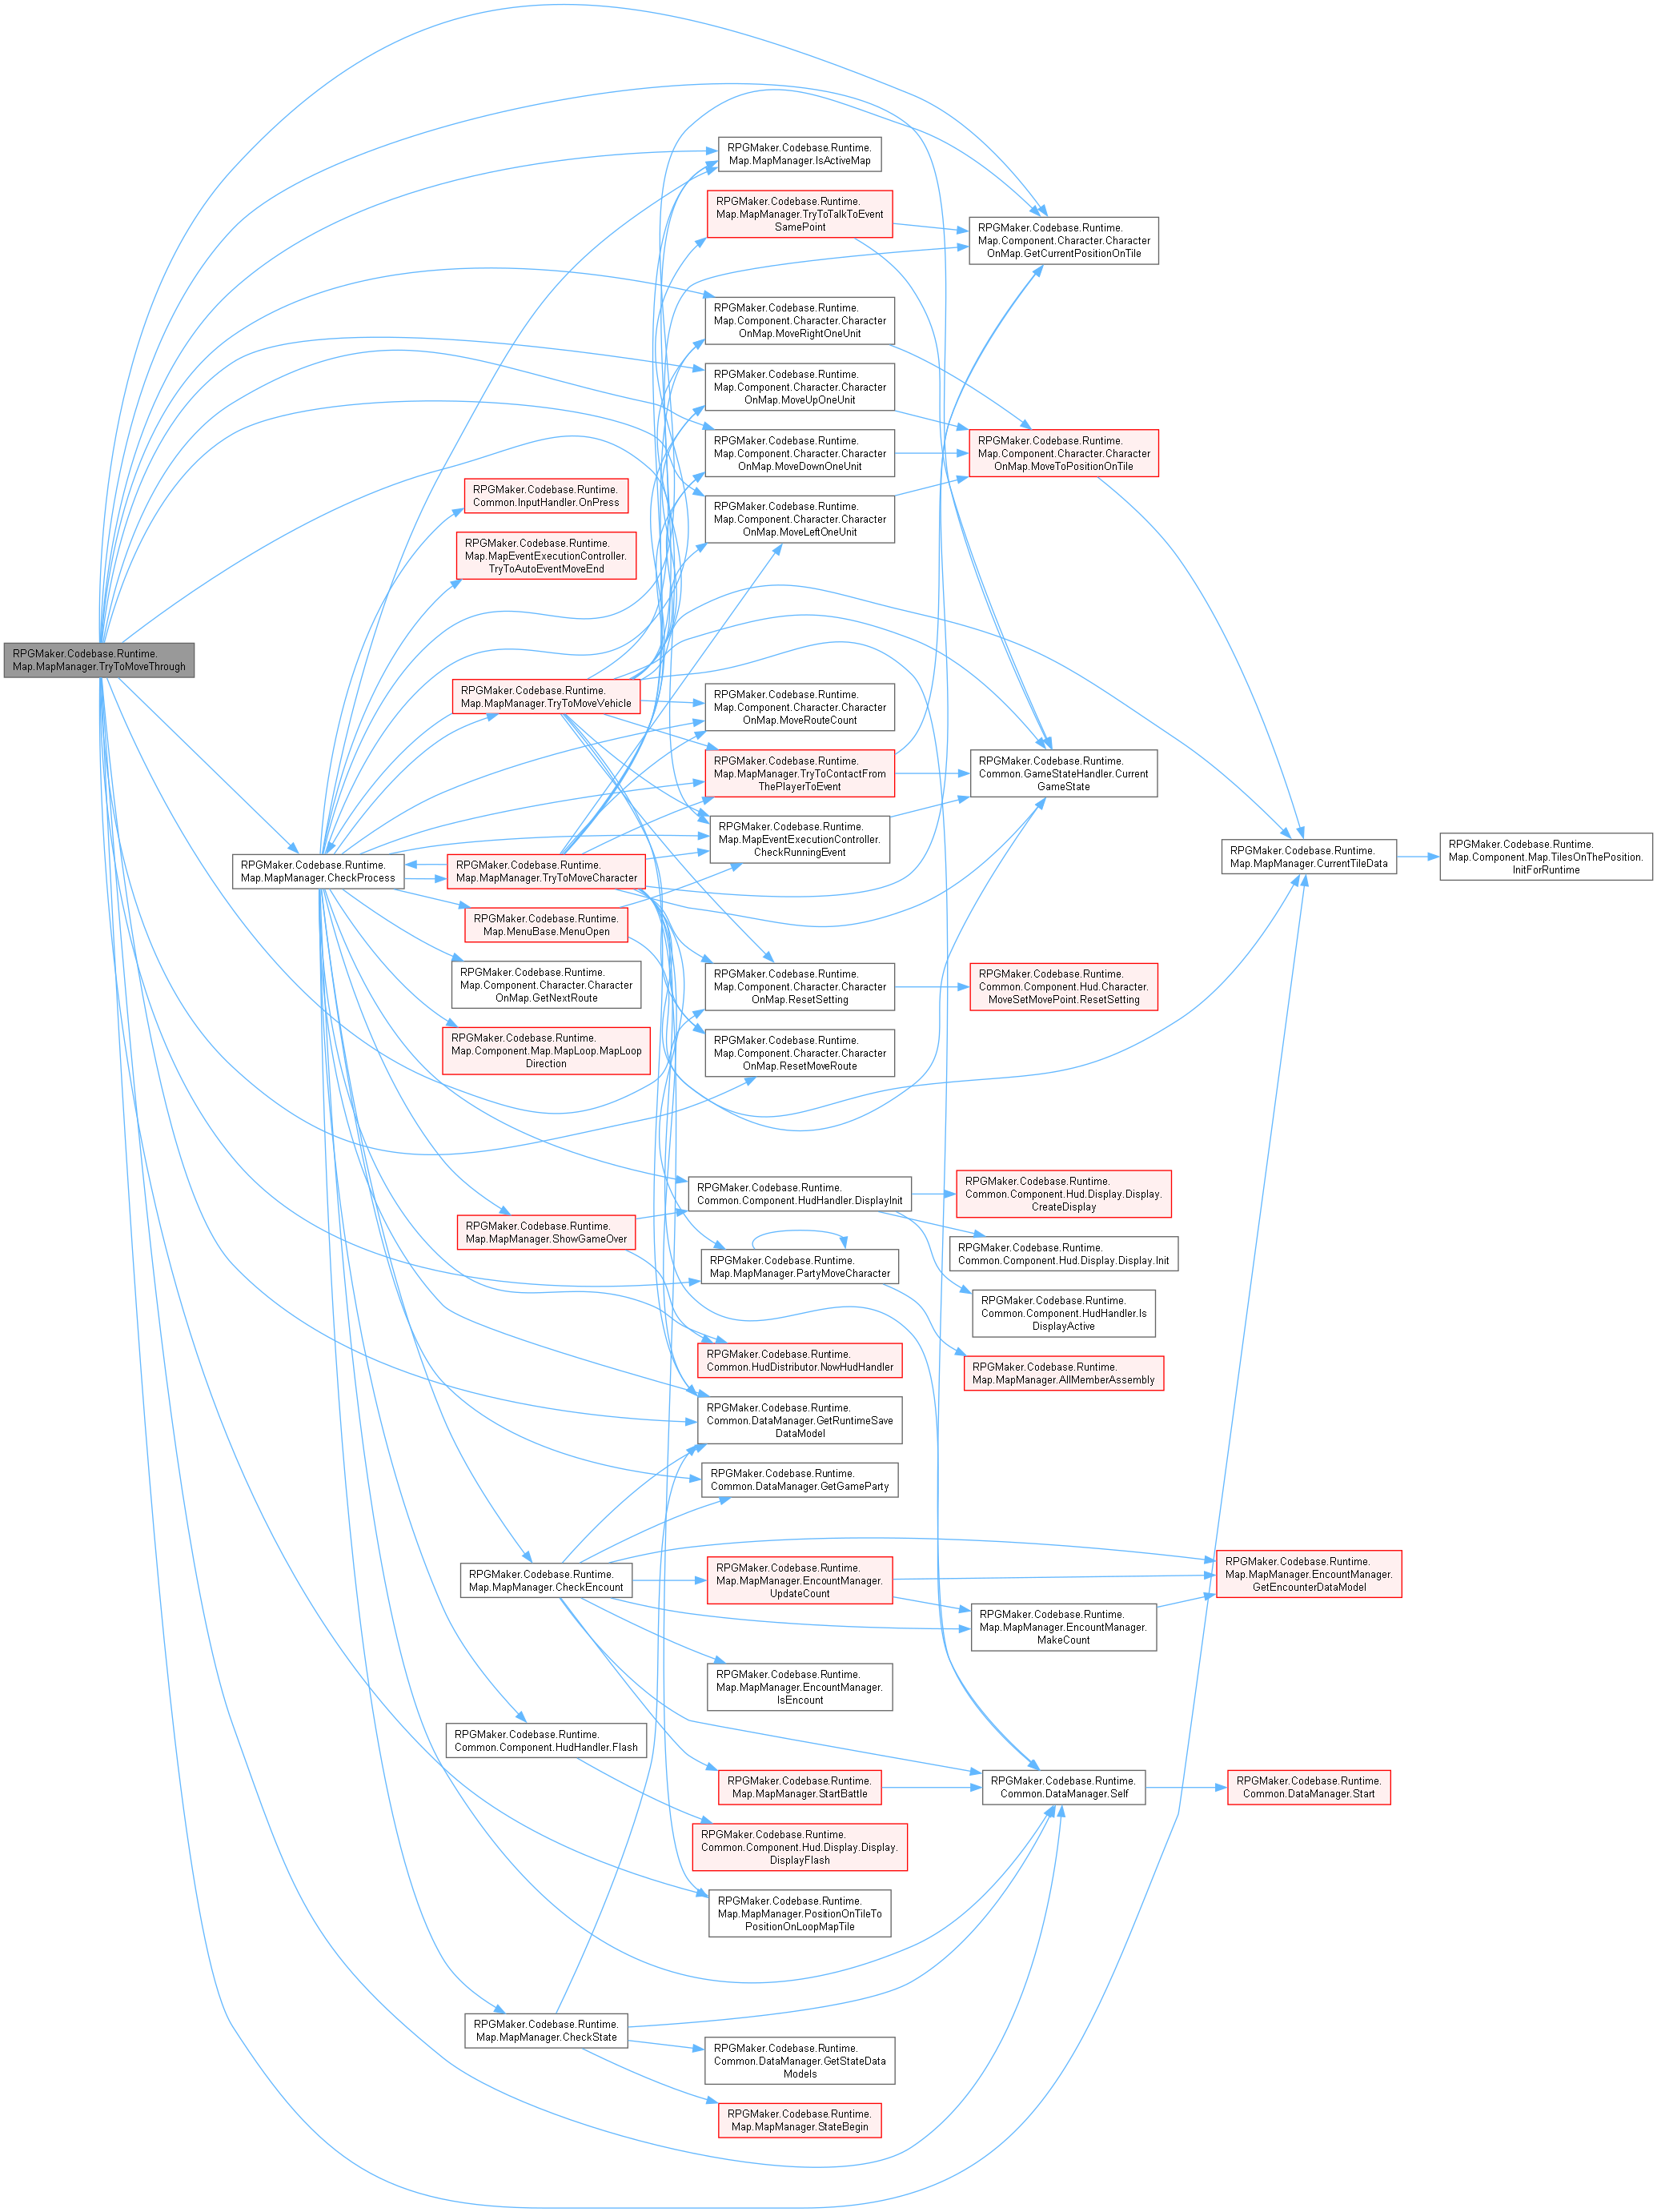 RPGMaker.Codebase.Runtime.
Map.MapManager.TryToMoveThrough
RPGMaker.Codebase.Runtime.
Map.MapManager.CheckProcess
RPGMaker.Codebase.Runtime.
Common.InputHandler.OnPress
RPGMaker.Codebase.Runtime.
Map.MapEventExecutionController.
TryToAutoEventMoveEnd
RPGMaker.Codebase.Runtime.
Map.MapManager.TryToMoveVehicle
RPGMaker.Codebase.Runtime.
Map.MapManager.TryToMoveCharacter
RPGMaker.Codebase.Runtime.
Map.MenuBase.MenuOpen
RPGMaker.Codebase.Runtime.
Map.Component.Character.Character
OnMap.GetNextRoute
RPGMaker.Codebase.Runtime.
Map.Component.Map.MapLoop.MapLoop
Direction
RPGMaker.Codebase.Runtime.
Map.MapManager.ShowGameOver
RPGMaker.Codebase.Runtime.
Map.MapManager.CheckEncount
RPGMaker.Codebase.Runtime.
Common.Component.HudHandler.Flash
RPGMaker.Codebase.Runtime.
Map.MapManager.CheckState
RPGMaker.Codebase.Runtime.
Map.MapManager.IsActiveMap
RPGMaker.Codebase.Runtime.
Map.MapManager.TryToTalkToEvent
SamePoint
RPGMaker.Codebase.Runtime.
Map.Component.Character.Character
OnMap.MoveRightOneUnit
RPGMaker.Codebase.Runtime.
Map.Component.Character.Character
OnMap.MoveUpOneUnit
RPGMaker.Codebase.Runtime.
Map.Component.Character.Character
OnMap.MoveDownOneUnit
RPGMaker.Codebase.Runtime.
Map.Component.Character.Character
OnMap.MoveLeftOneUnit
RPGMaker.Codebase.Runtime.
Map.Component.Character.Character
OnMap.MoveRouteCount
RPGMaker.Codebase.Runtime.
Map.MapManager.TryToContactFrom
ThePlayerToEvent
RPGMaker.Codebase.Runtime.
Map.MapEventExecutionController.
CheckRunningEvent
RPGMaker.Codebase.Runtime.
Map.Component.Character.Character
OnMap.ResetSetting
RPGMaker.Codebase.Runtime.
Map.Component.Character.Character
OnMap.ResetMoveRoute
RPGMaker.Codebase.Runtime.
Common.Component.HudHandler.DisplayInit
RPGMaker.Codebase.Runtime.
Map.MapManager.PartyMoveCharacter
RPGMaker.Codebase.Runtime.
Common.HudDistributor.NowHudHandler
RPGMaker.Codebase.Runtime.
Common.DataManager.GetRuntimeSave
DataModel
RPGMaker.Codebase.Runtime.
Common.DataManager.GetGameParty
RPGMaker.Codebase.Runtime.
Map.MapManager.EncountManager.
UpdateCount
RPGMaker.Codebase.Runtime.
Map.MapManager.EncountManager.
IsEncount
RPGMaker.Codebase.Runtime.
Map.MapManager.StartBattle
RPGMaker.Codebase.Runtime.
Common.Component.Hud.Display.Display.
DisplayFlash
RPGMaker.Codebase.Runtime.
Map.MapManager.PositionOnTileTo
PositionOnLoopMapTile
RPGMaker.Codebase.Runtime.
Common.DataManager.GetStateData
Models
RPGMaker.Codebase.Runtime.
Map.MapManager.StateBegin
RPGMaker.Codebase.Runtime.
Map.Component.Character.Character
OnMap.GetCurrentPositionOnTile
RPGMaker.Codebase.Runtime.
Map.Component.Character.Character
OnMap.MoveToPositionOnTile
RPGMaker.Codebase.Runtime.
Common.GameStateHandler.Current
GameState
RPGMaker.Codebase.Runtime.
Common.Component.Hud.Character.
MoveSetMovePoint.ResetSetting
RPGMaker.Codebase.Runtime.
Common.Component.Hud.Display.Display.
CreateDisplay
RPGMaker.Codebase.Runtime.
Common.Component.Hud.Display.Display.Init
RPGMaker.Codebase.Runtime.
Common.Component.HudHandler.Is
DisplayActive
RPGMaker.Codebase.Runtime.
Map.MapManager.AllMemberAssembly
RPGMaker.Codebase.Runtime.
Map.MapManager.EncountManager.
MakeCount
RPGMaker.Codebase.Runtime.
Common.DataManager.Self
RPGMaker.Codebase.Runtime.
Map.MapManager.CurrentTileData
RPGMaker.Codebase.Runtime.
Map.MapManager.EncountManager.
GetEncounterDataModel
RPGMaker.Codebase.Runtime.
Common.DataManager.Start
RPGMaker.Codebase.Runtime.
Map.Component.Map.TilesOnThePosition.
InitForRuntime